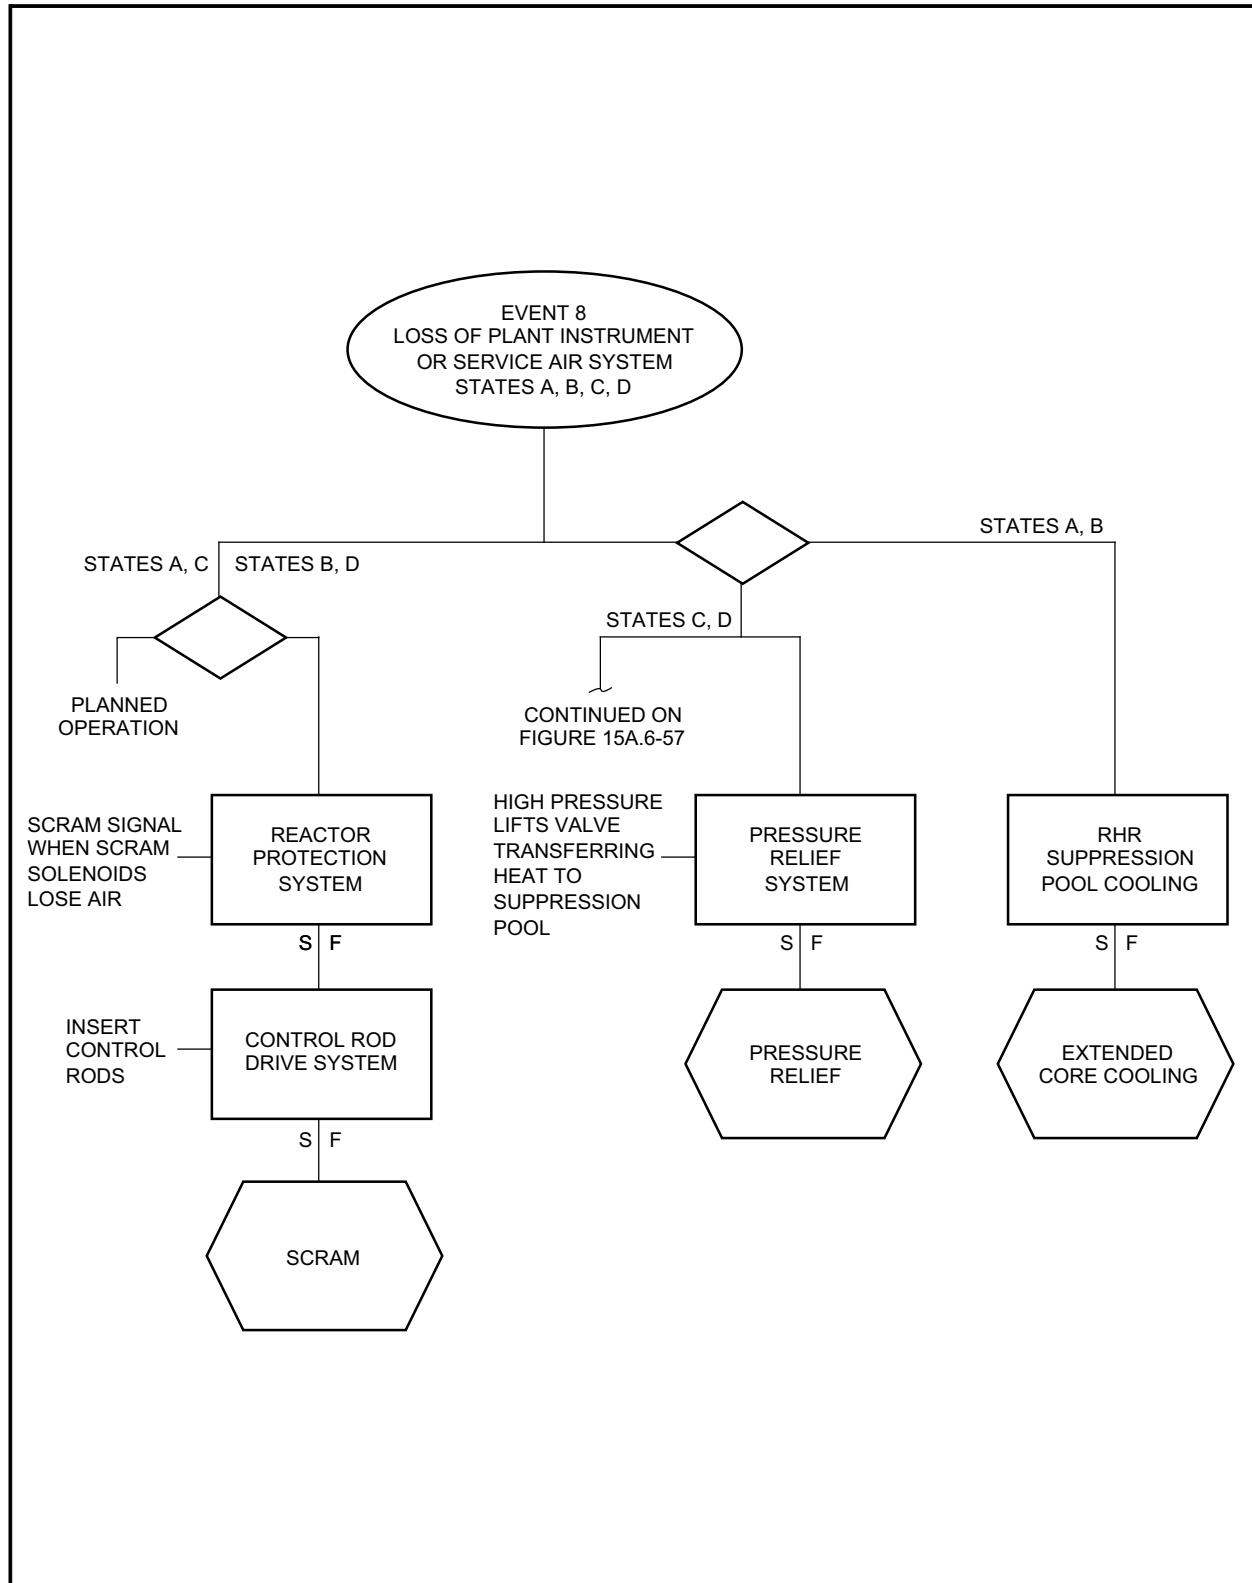 EVENT 8
LOSS OF PLANT INSTRUMENT
OR SERVICE AIR SYSTEM
STATES A, B, C, D
STATES A, B
STATES A, C
STATES B, D
STATES C, D
PLANNED
OPERATION
CONTINUED ON
FIGURE 15A.6-57
SCRAM SIGNAL
WHEN SCRAM
SOLENOIDS
LOSE AIR
REACTOR
PROTECTION
SYSTEM
HIGH PRESSURE
LIFTS VALVE
TRANSFERRING
HEAT TO
SUPPRESSION
POOL
PRESSURE
RELIEF
SYSTEM
RHR
SUPPRESSION
POOL COOLING
S F
S F
S F
INSERT
CONTROL
RODS
CONTROL ROD
DRIVE SYSTEM
PRESSURE
RELIEF
EXTENDED
CORE COOLING
S F
SCRAM